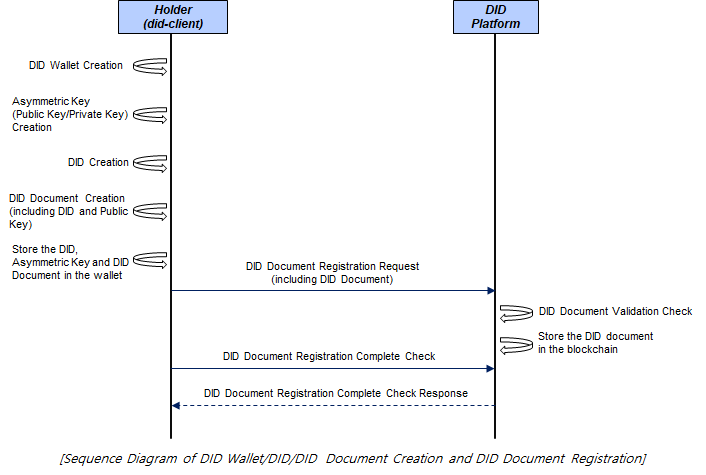 Holder
(did-client)
DID
Platform
DID Wallet Creation
Asymmetric Key
(Public Key/Private Key)
Creation
DID Creation
DID Document Creation
(including DID and Public
Key)
Store the DID,
Asymmetric Key and DID
Document in the wallet
DID Document Registration Request
(including DID Document)
DID Document Validation Check
Store the DID document
in the blockchain
DID Document Registration Complete Check
DID Document Registration Complete Check Response
[Sequence Diagram of DID Wallet/DID/DID Document Creation and DID Document Registration]